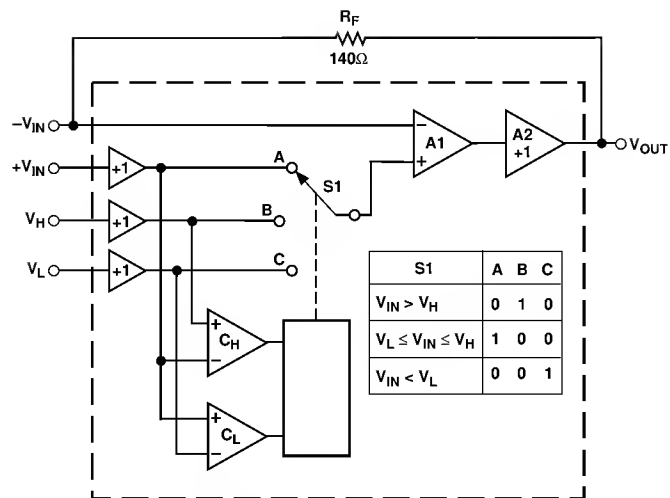 R_F
140Ω
−V_IN
+V_IN
V_H
V_L
+1
+1
+1
A
B
C
S1
−
+
A1
A2
+1
V_OUT
+
−
C_H
+
−
C_L
S1 A B C
V_IN > V_H 0 1 0
V_L ≤ V_IN ≤ V_H 1 0 0
V_IN < V_L 0 0 1